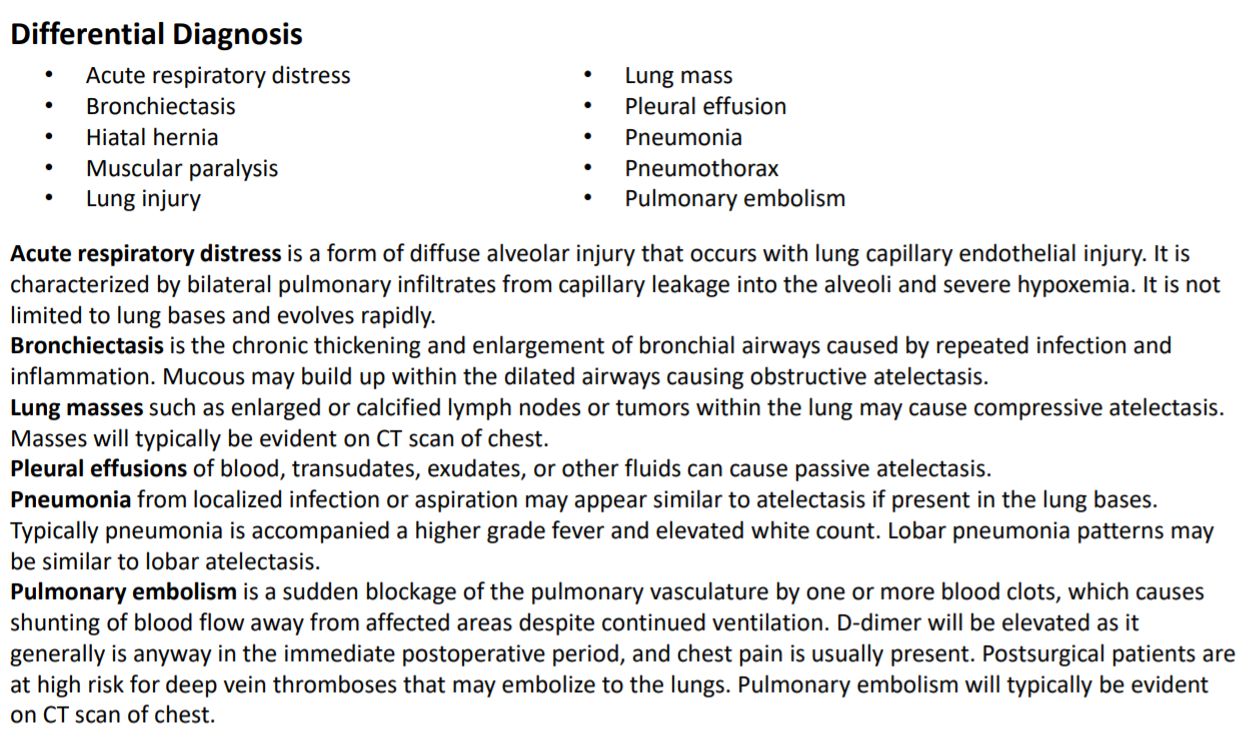 Differential Diagnosis
• Acute respiratory distress
• Bronchiectasis
• Hiatal hernia
• Muscular paralysis
• Lung injury
• Lung mass
• Pleural effusion
• Pneumonia
• Pneumothorax
• Pulmonary embolism
Acute respiratory distress is a form of diffuse alveolar injury that occurs with lung capillary endothelial injury. It is
characterized by bilateral pulmonary infiltrates from capillary leakage into the alveoli and severe hypoxemia. It is not
limited to lung bases and evolves rapidly.
Bronchiectasis is the chronic thickening and enlargement of bronchial airways caused by repeated infection and
inflammation. Mucous may build up within the dilated airways causing obstructive atelectasis.
Lung masses such as enlarged or calcified lymph nodes or tumors within the lung may cause compressive atelectasis.
Masses will typically be evident on CT scan of chest.
Pleural effusions of blood, transudates, exudates, or other fluids can cause passive atelectasis.
Pneumonia from localized infection or aspiration may appear similar to atelectasis if present in the lung bases.
Typically pneumonia is accompanied a higher grade fever and elevated white count. Lobar pneumonia patterns may
be similar to lobar atelectasis.
Pulmonary embolism is a sudden blockage of the pulmonary vasculature by one or more blood clots, which causes
shunting of blood flow away from affected areas despite continued ventilation. D-dimer will be elevated as it
generally is anyway in the immediate postoperative period, and chest pain is usually present. Postsurgical patients are
at high risk for deep vein thromboses that may embolize to the lungs. Pulmonary embolism will typically be evident
on CT scan of chest.